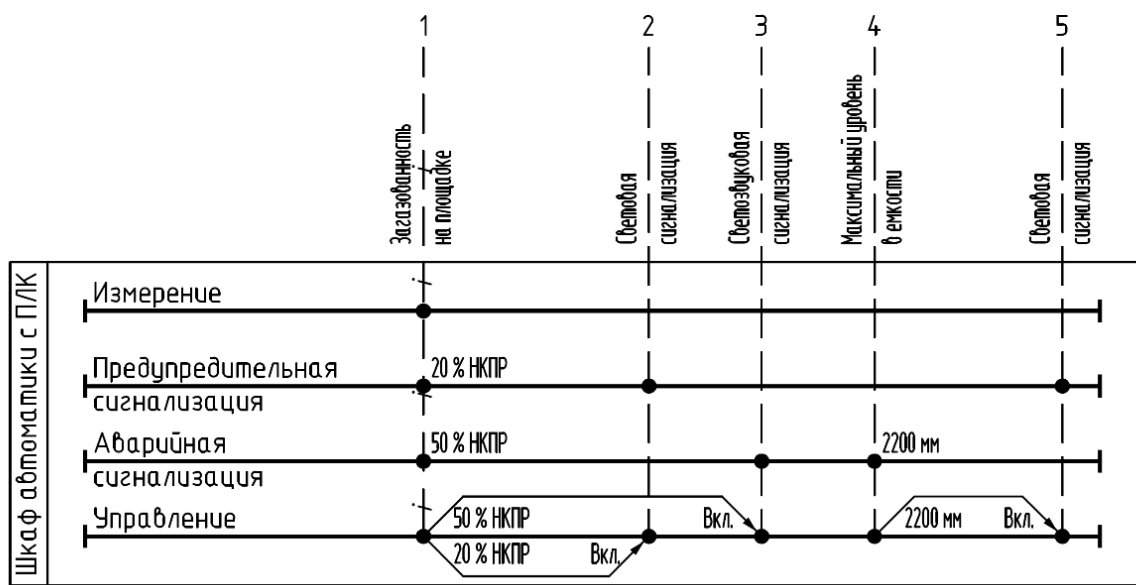 1
2
3
4
5
Загазованность
на площадке
Световая
сигнализация
Светозвуковая
сигнализация
Максимальный уровень
в емкости
Световая
сигнализация
Шкаф автоматики с ПЛК
Измерение
Предупредительная
сигнализация
20 % НКПР
Аварийная
сигнализация
50 % НКПР
2200 мм
Управление
50 % НКПР
Вкл.
2200 мм
Вкл.
20 % НКПР
Вкл.